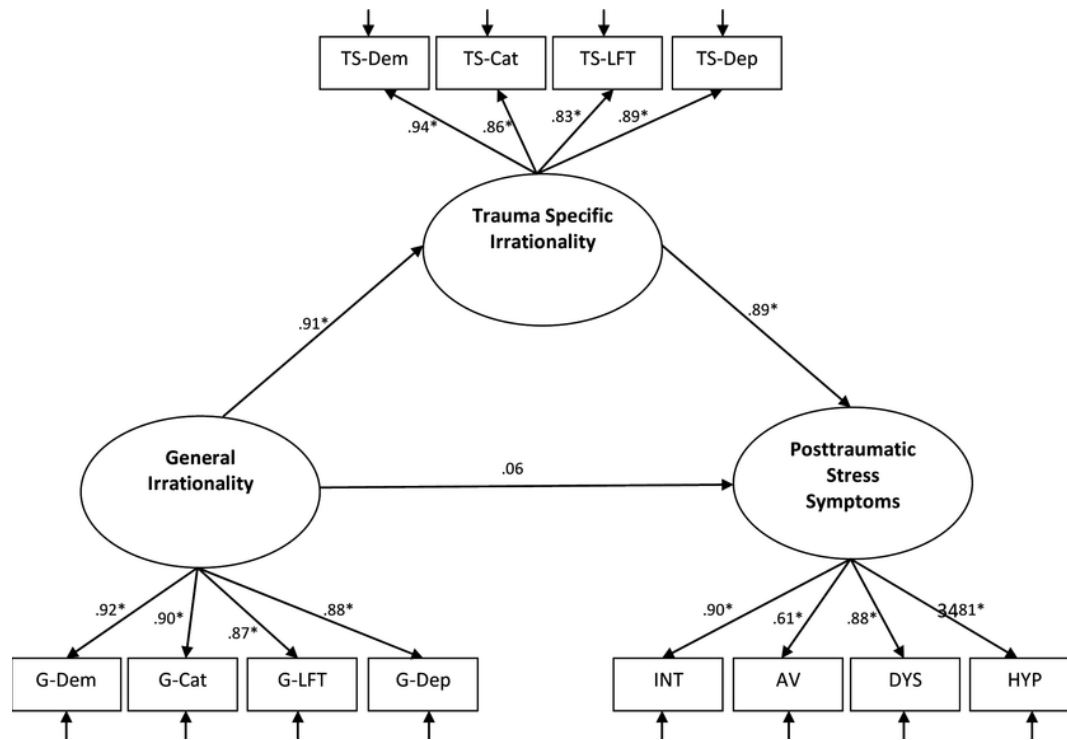 TS-Dem TS-Cat TS-LFT TS-Dep
.94* .86* .83* .89*
Trauma Specific
Irrationality
.91* .89*
General
Irrationality
Posttraumatic
Stress
Symptoms
.06
.92* .90* .87* .88*
.90* .61* .88* 3481*
G-Dem G-Cat G-LFT G-Dep
INT AV DYS HYP